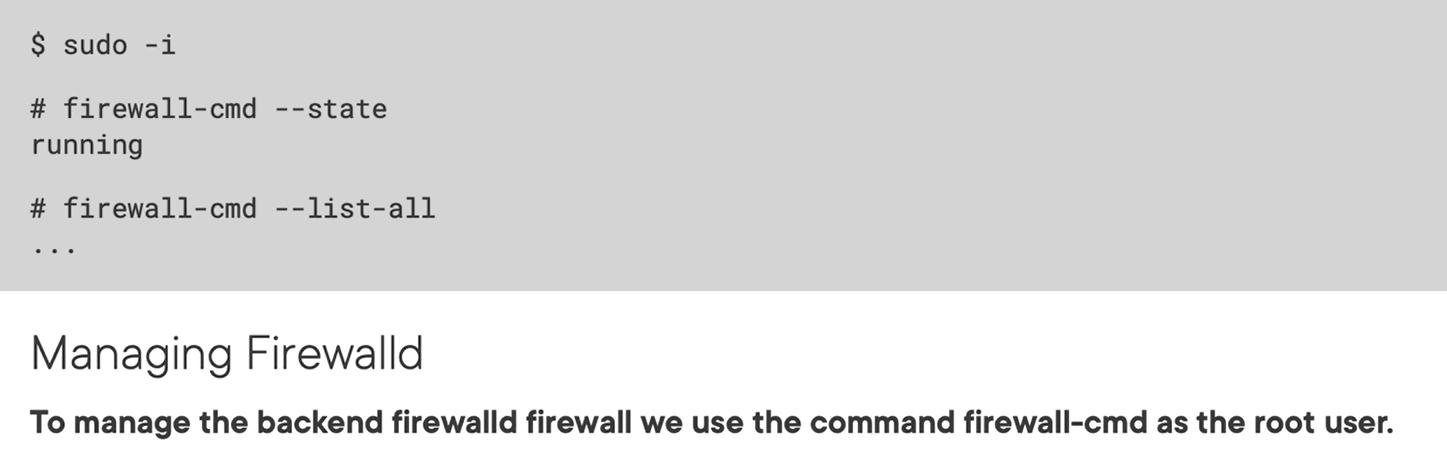 $ sudo -i
# firewall-cmd --state
running
# firewall-cmd --list-all
...
Managing Firewalld
To manage the backend firewalld firewall we use the command firewall-cmd as the root user.